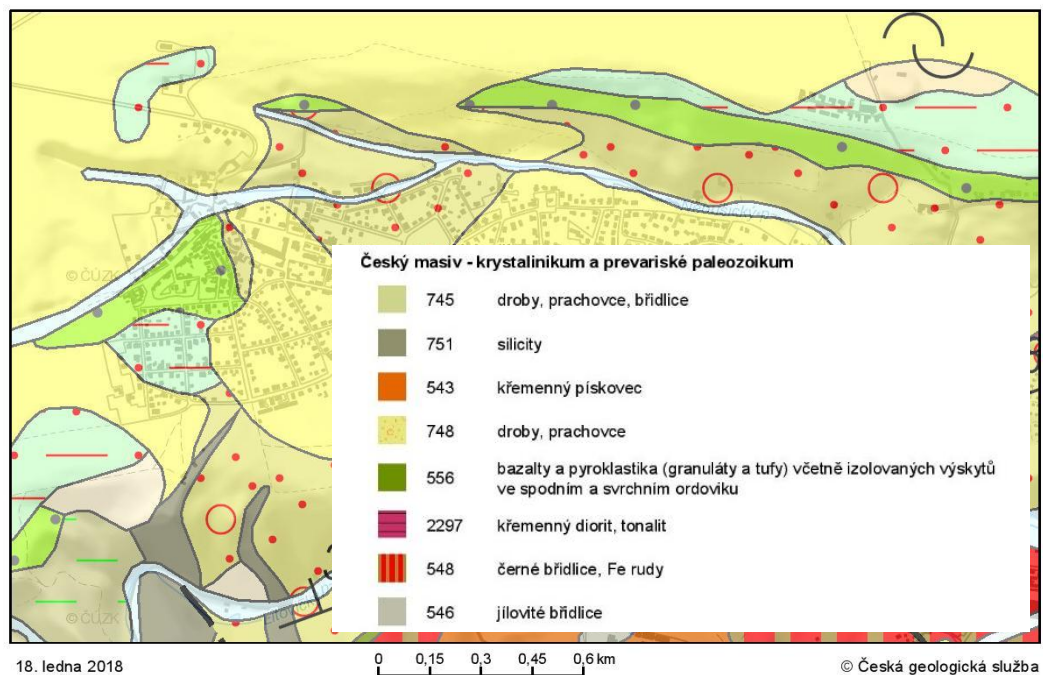 © ČÚZK
Český masiv - krystalinikum a prevariské paleozoikum
745 droby, prachovce, břidlice
751 silicity
543 křemenný pískovec
748 droby, prachovce
556 bazalty a pyroklastika (granuláty a tufy) včetně izolovaných výskytů
ve spodním a svrchním ordoviku
2297 křemenný diorit, tonalit
548 černé břidlice, Fe rudy
546 jílovité břidlice
© ČÚZK
18. ledna 2018
0 0,15 0,3 0,45 0,6 km
© Česká geologická služba